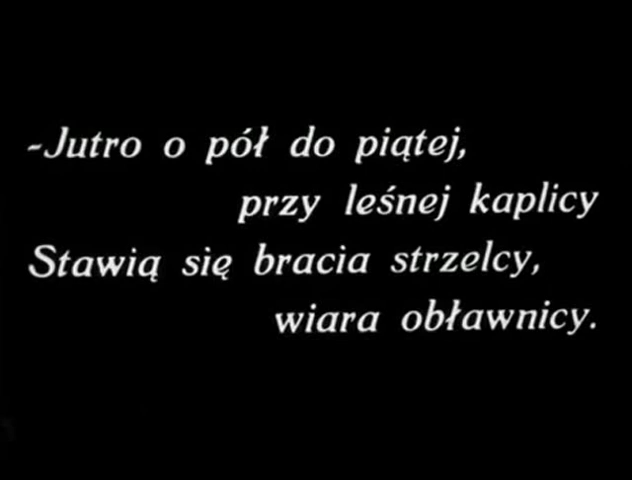 -Jutro o pół do piątej,
przy leśnej kaplicy
Stawią się bracia strzelcy,
wiara obławnicy.